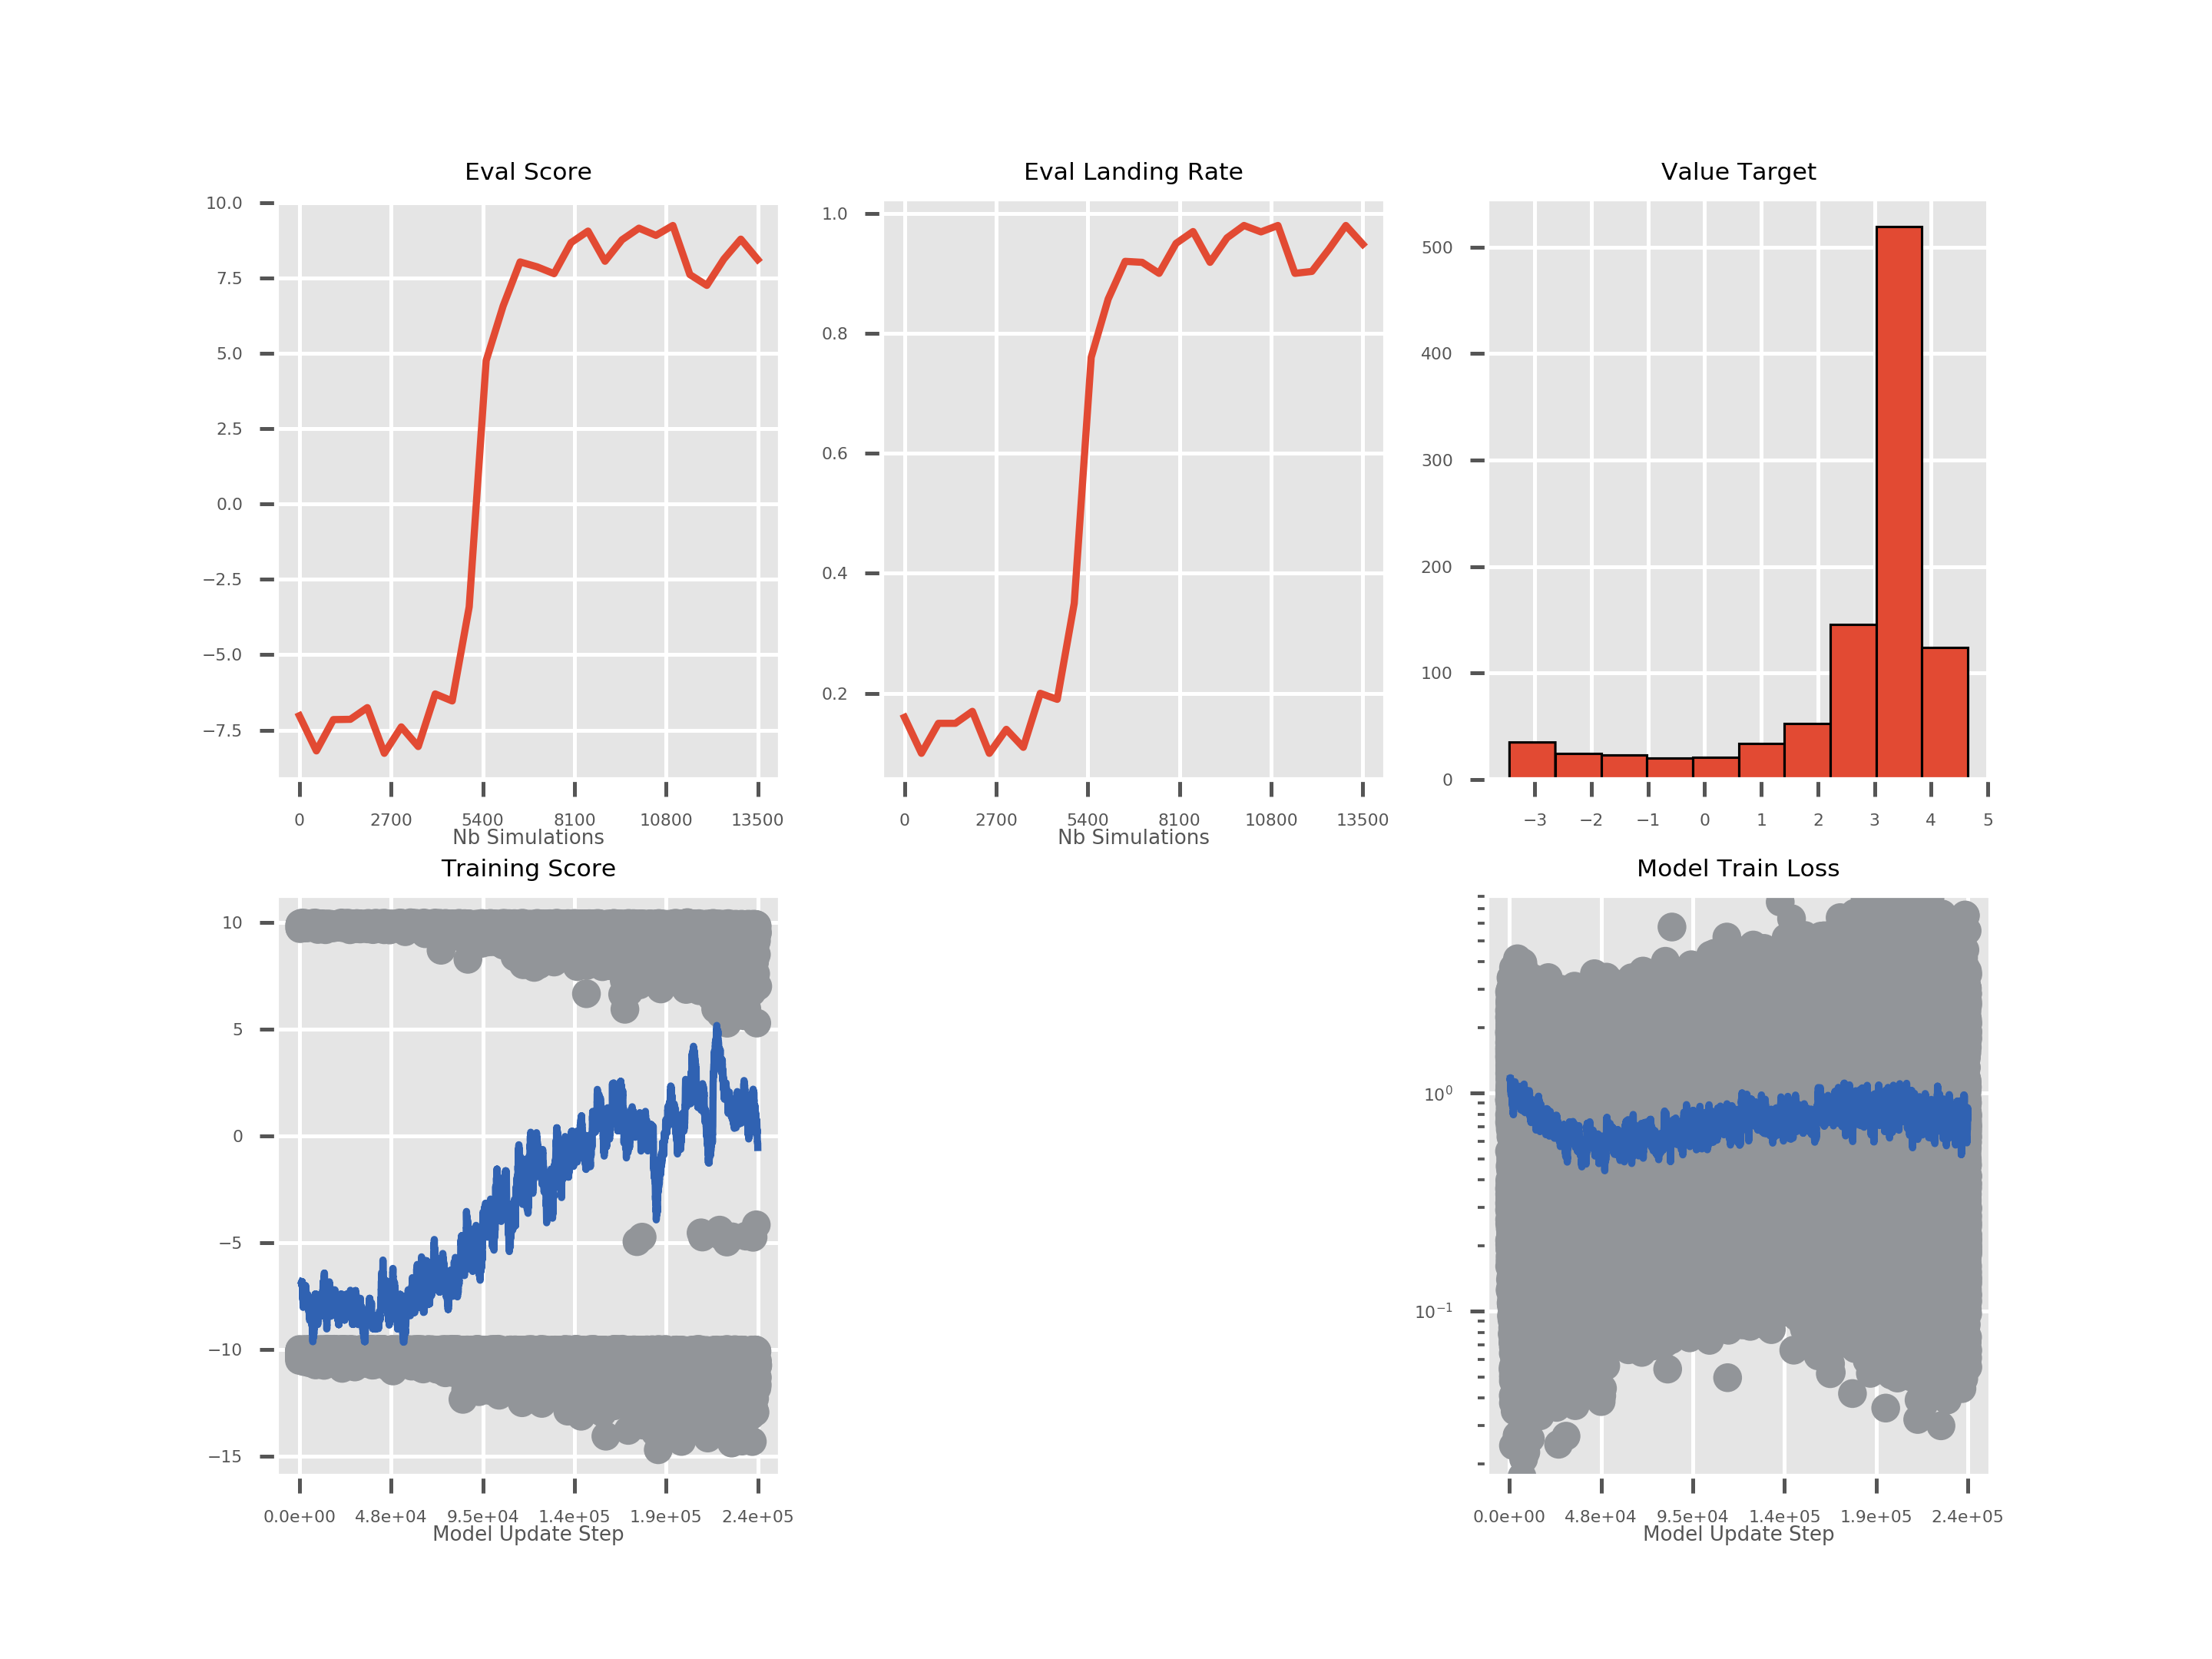 Eval Score
10.0
7.5
5.0
2.5
0.0
−2.5
−5.0
−7.5
0 2700 5400 8100 10800 13500
Nb Simulations
Eval Landing Rate
1.0
0.8
0.6
0.4
0.2
0 2700 5400 8100 10800 13500
Nb Simulations
Value Target
500
400
300
200
100
0
−3 −2 −1 0 1 2 3 4 5
Training Score
10
5
0
−5
−10
−15
0.0e+00 4.8e+04 9.5e+04 1.4e+05 1.9e+05 2.4e+05
Model Update Step
Model Train Loss
10⁰
10⁻¹
0.0e+00 4.8e+04 9.5e+04 1.4e+05 1.9e+05 2.4e+05
Model Update Step